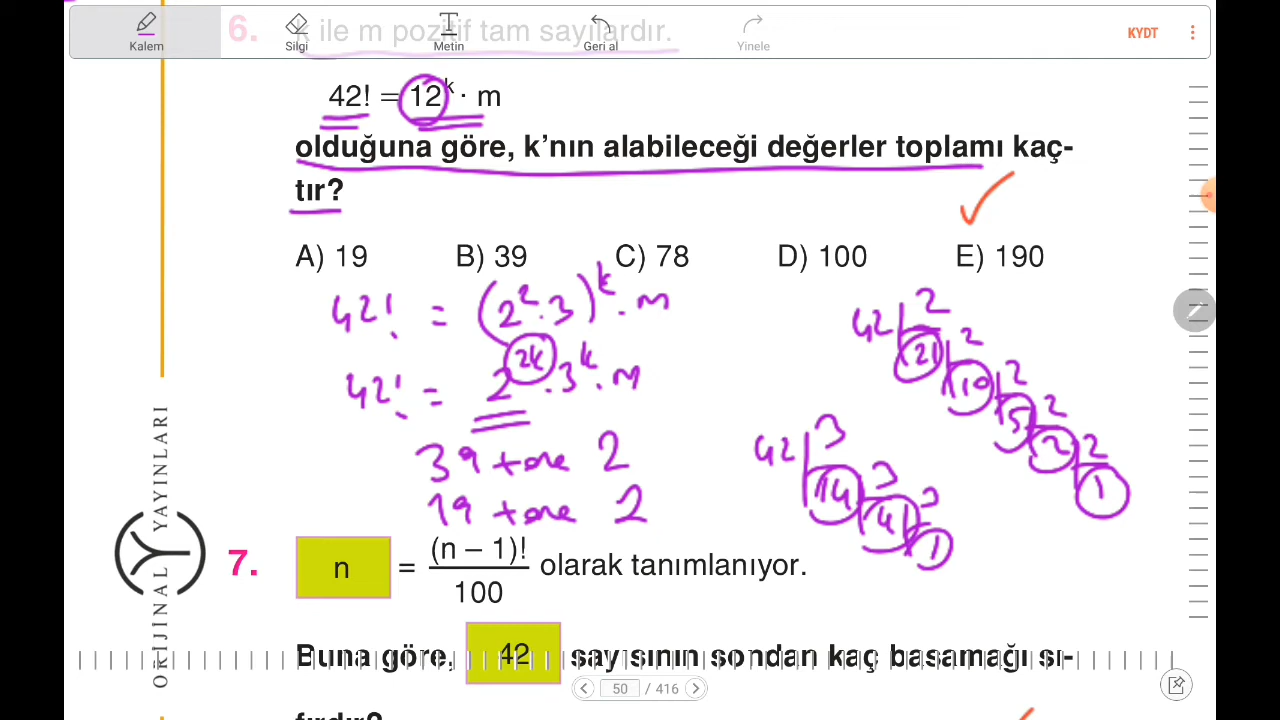 Kalem
Silgi
Metin
Geri al
Yinele
KYDT
6. k ile m pozitif tam sayılardır.
42! = 12^k · m
olduğuna göre, k’nın alabileceği değerler toplamı kaç-
tır?
A) 19 B) 39 C) 78 D) 100 E) 190
42! = (2^2 · 3)^k · m
42! = 2^2k · 3^k · m
39 tane 2
19 tane 2
42 2
21 2
10 2
5 2
2 2
1
42 3
14 3
4 3
1
ORİJİNAL YAYINLARI
7. n = (n – 1)! / 100 olarak tanımlanıyor.
Buna göre, 42 sayısının sondan kaç basamağı sı-
fırdır?
50 / 416